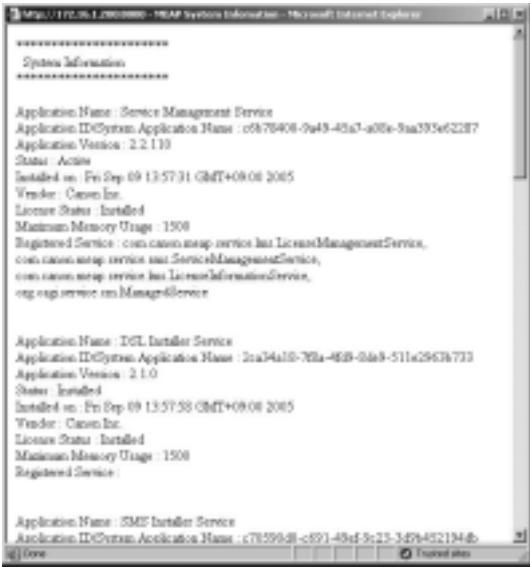 MEAP System Information - Microsoft Internet Explorer
***********************
System Information
***********************
Application Name : Service Management Service
Application ID/System Application Name :
Application Version : 2.2.110
Status : Active
Installed on : Fri Sep 09 13:57:31 GMT+09:00 2005
Vendor : Canon Inc.
License Status : Installed
Maximum Memory Usage : 1500
Registered Service : com.canon.meap.service.lms.LicenseManagementService,
com.canon.meap.service.sms.ServiceManagementService,
com.canon.meap.service.lms.LicenseInformationService,
org.osgi.service.cm.ManagedService
Application Name : DSL Installer Service
Application ID/System Application Name :
Application Version : 2.1.0
Status : Installed
Installed on : Fri Sep 09 13:57:58 GMT+09:00 2005
Vendor : Canon Inc.
License Status : Installed
Maximum Memory Usage : 1500
Registered Service :
Application Name : SMS Installer Service
Application ID/System Application Name :
Done
Trusted sites